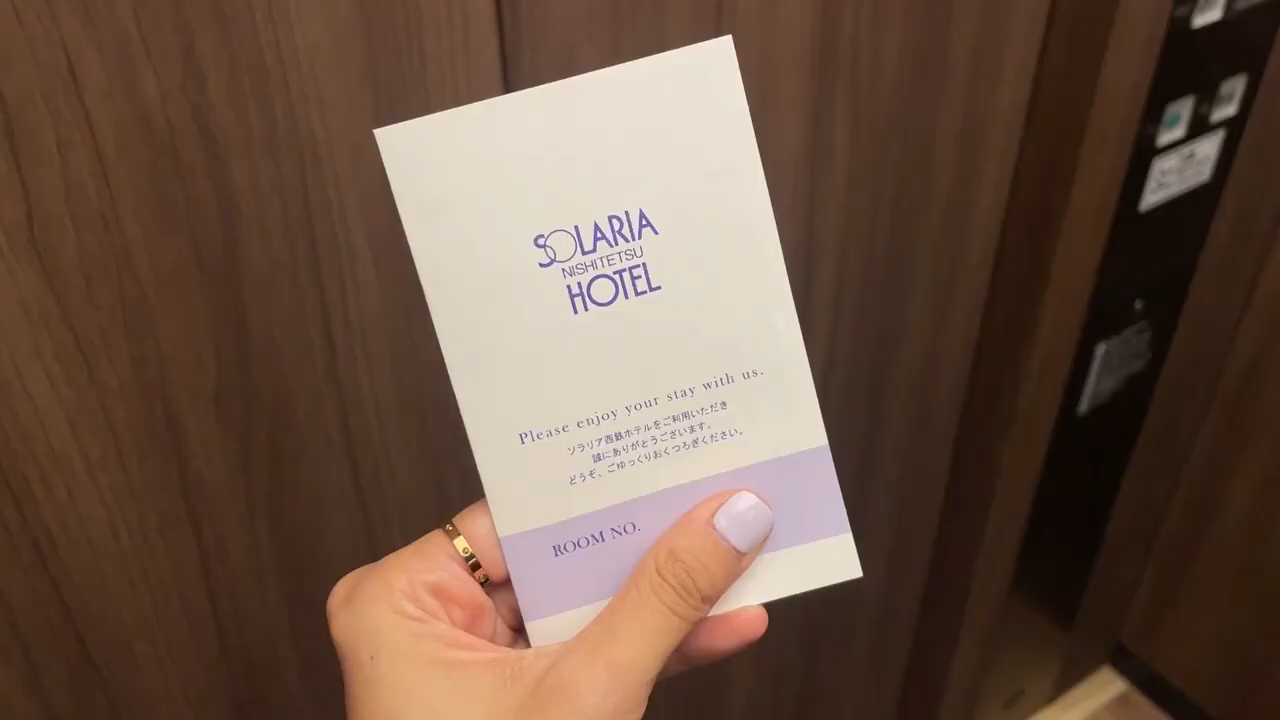 SOLARIA
NISHITETSU
HOTEL
Please enjoy your stay with us.
ソラリア西鉄ホテルをご利用いただき
誠にありがとうございます。
どうぞ、ごゆっくりおくつろぎください。
ROOM NO.